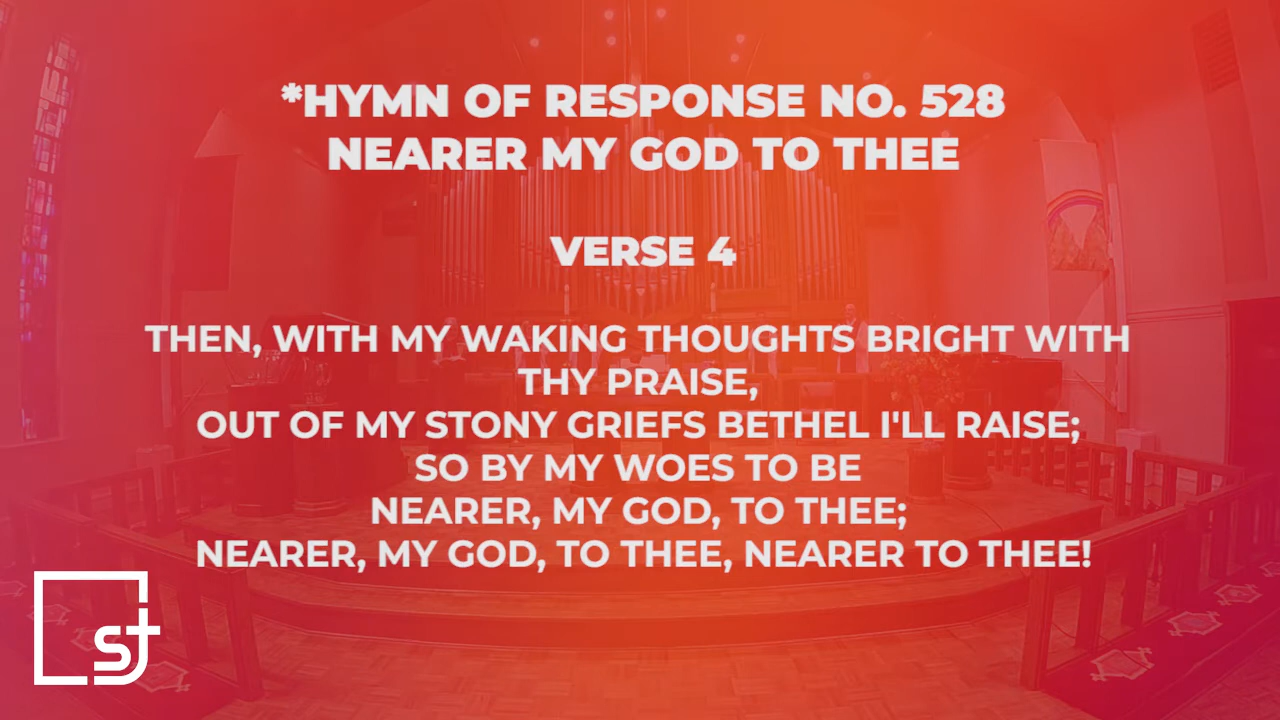 *HYMN OF RESPONSE NO. 528
NEARER MY GOD TO THEE
VERSE 4
THEN, WITH MY WAKING THOUGHTS BRIGHT WITH
THY PRAISE,
OUT OF MY STONY GRIEFS BETHEL I'LL RAISE;
SO BY MY WOES TO BE
NEARER, MY GOD, TO THEE;
NEARER, MY GOD, TO THEE, NEARER TO THEE!
st